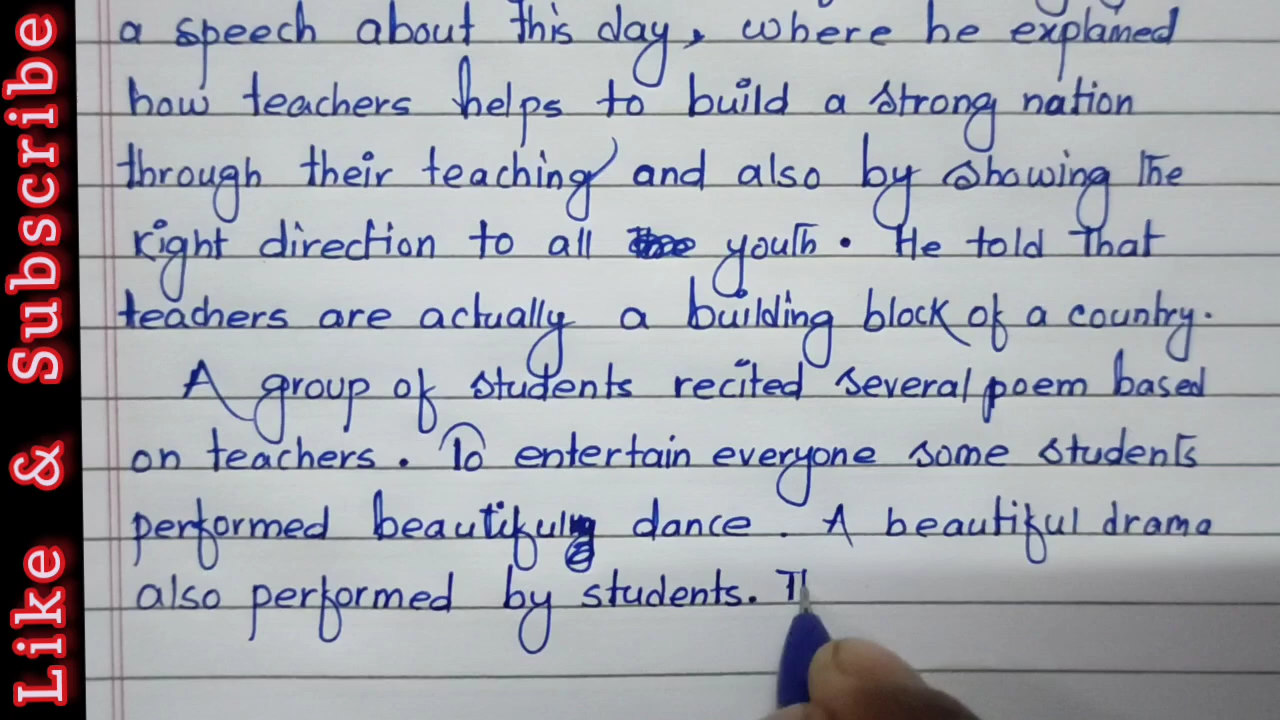 Like & Subscribe
a speech about this day, where he explained
how teachers helps to build a strong nation
through their teaching and also by showing the
right direction to all youth. He told that
teachers are actually a building block of a country.
A group of students recited several poem based
on teachers. To entertain everyone some students
performed beautiful dance. A beautiful drama
also performed by students. T